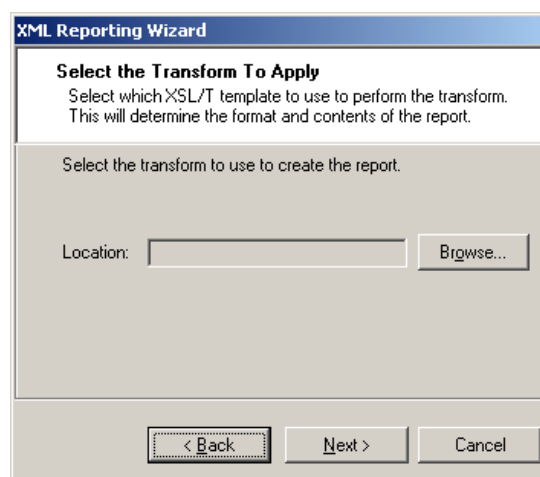 XML Reporting Wizard
Select the Transform To Apply
Select which XSL/T template to use to perform the transform.
This will determine the format and contents of the report.
Select the transform to use to create the report.
Location:
Browse...
< Back
Next >
Cancel